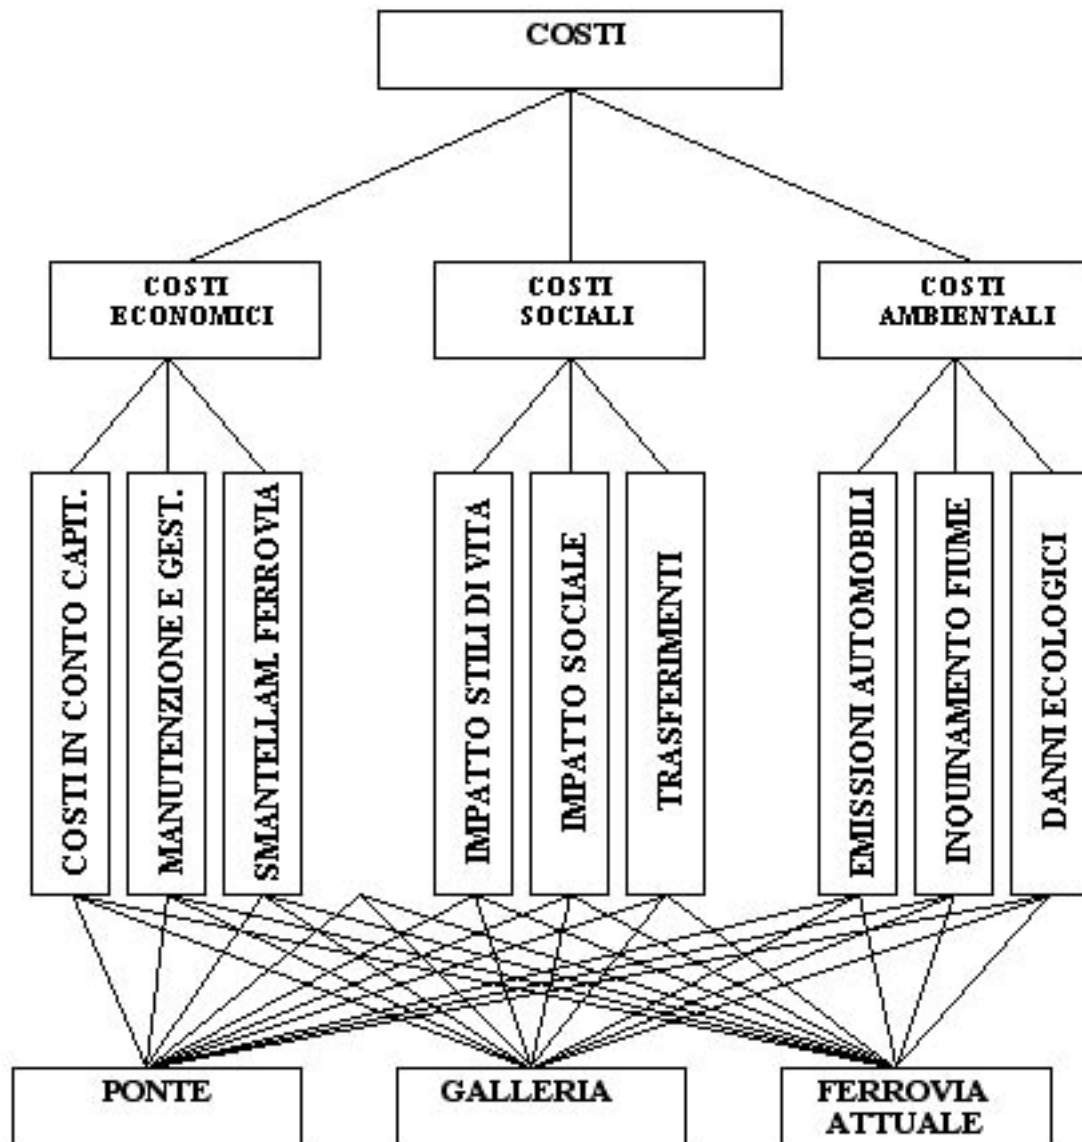 COSTI
COSTI
ECONOMICI
COSTI
SOCIALI
COSTI
AMBIENTALI
COSTI IN CONTO CAPIT.
MANUTENZIONE E GEST.
SMANTELLAM. FERROVIA
IMPATTO STILI DI VITA
IMPATTO SOCIALE
TRASFERIMENTI
EMISSIONI AUTOMOBILI
INQUINAMENTO FIUME
DANNI ECOLOGICI
PONTE
GALLERIA
FERROVIA
ATTUALE